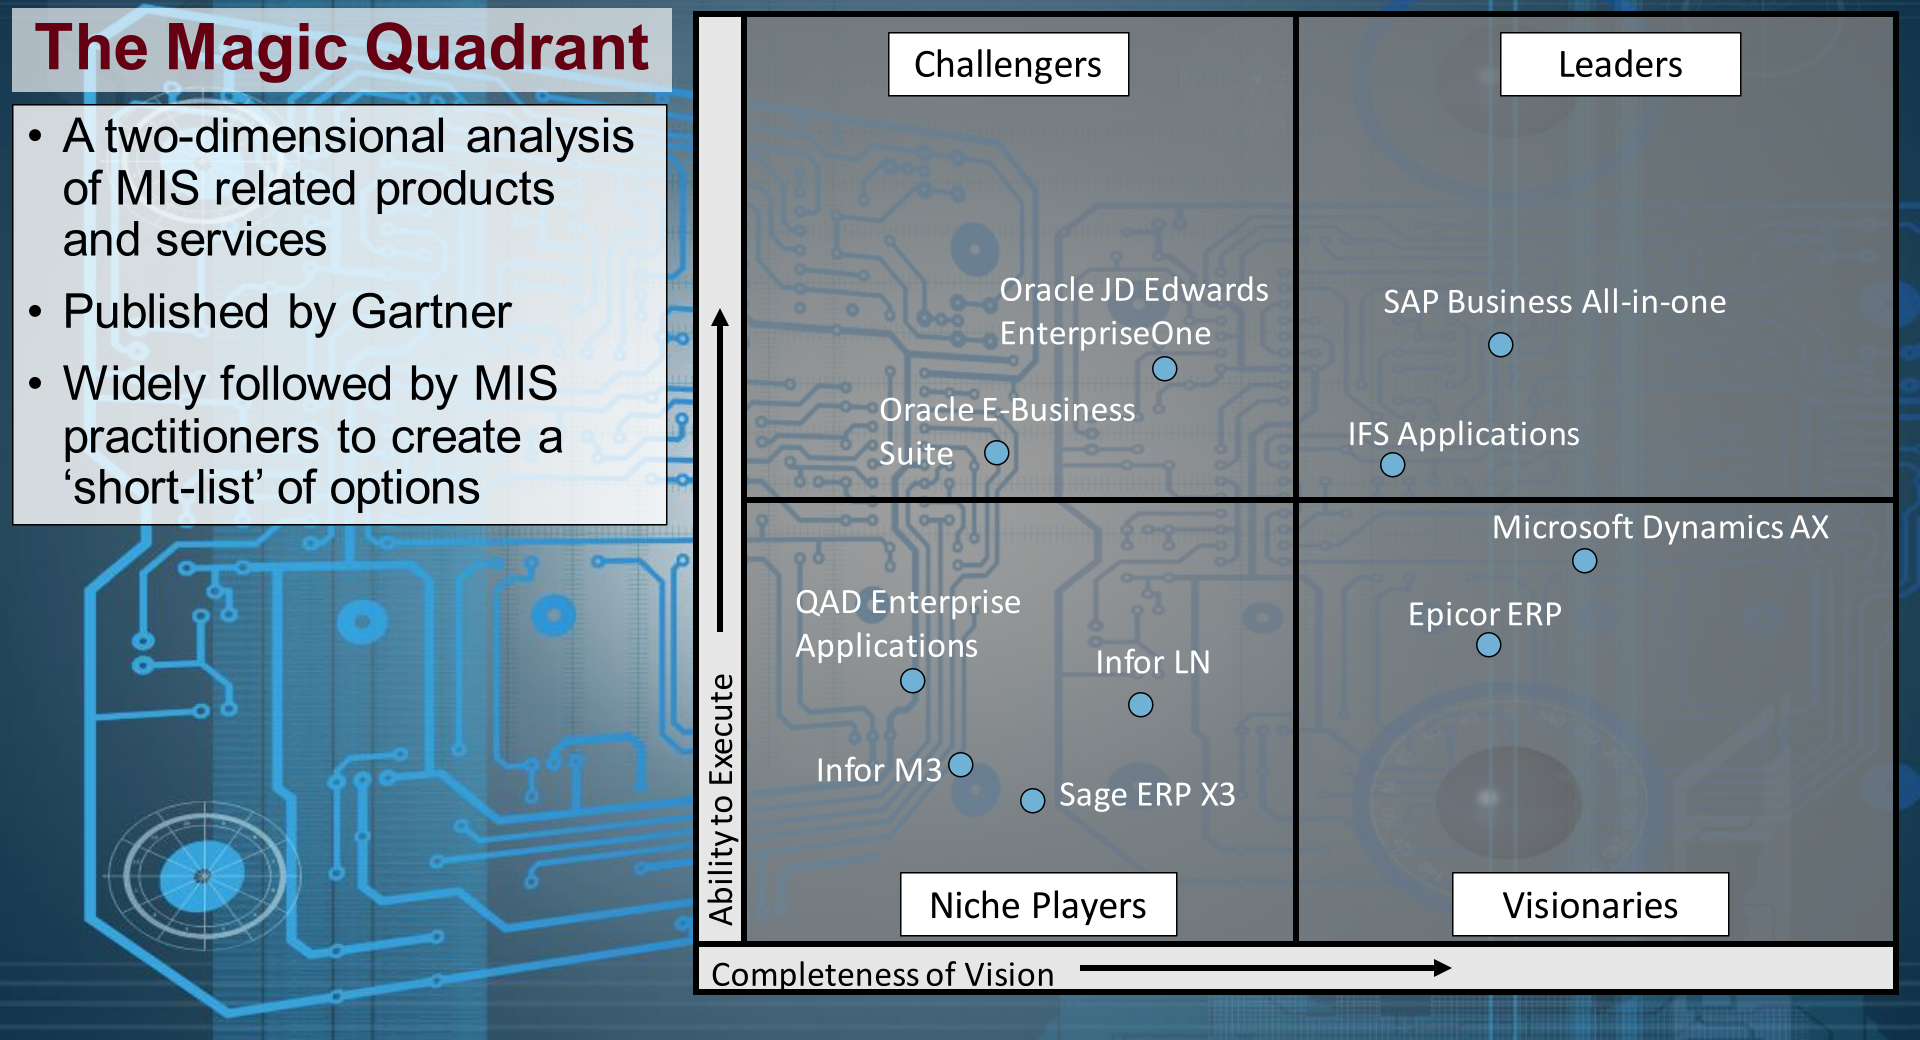 The Magic Quadrant
• A two-dimensional analysis
of MIS related products
and services
• Published by Gartner
• Widely followed by MIS
practitioners to create a
‘short-list’ of options
Challengers
Leaders
Oracle JD Edwards
EnterpriseOne
SAP Business All-in-one
Oracle E-Business
Suite
IFS Applications
Microsoft Dynamics AX
QAD Enterprise
Applications
Epicor ERP
Infor LN
Infor M3
Sage ERP X3
Niche Players
Visionaries
Ability to Execute
Completeness of Vision